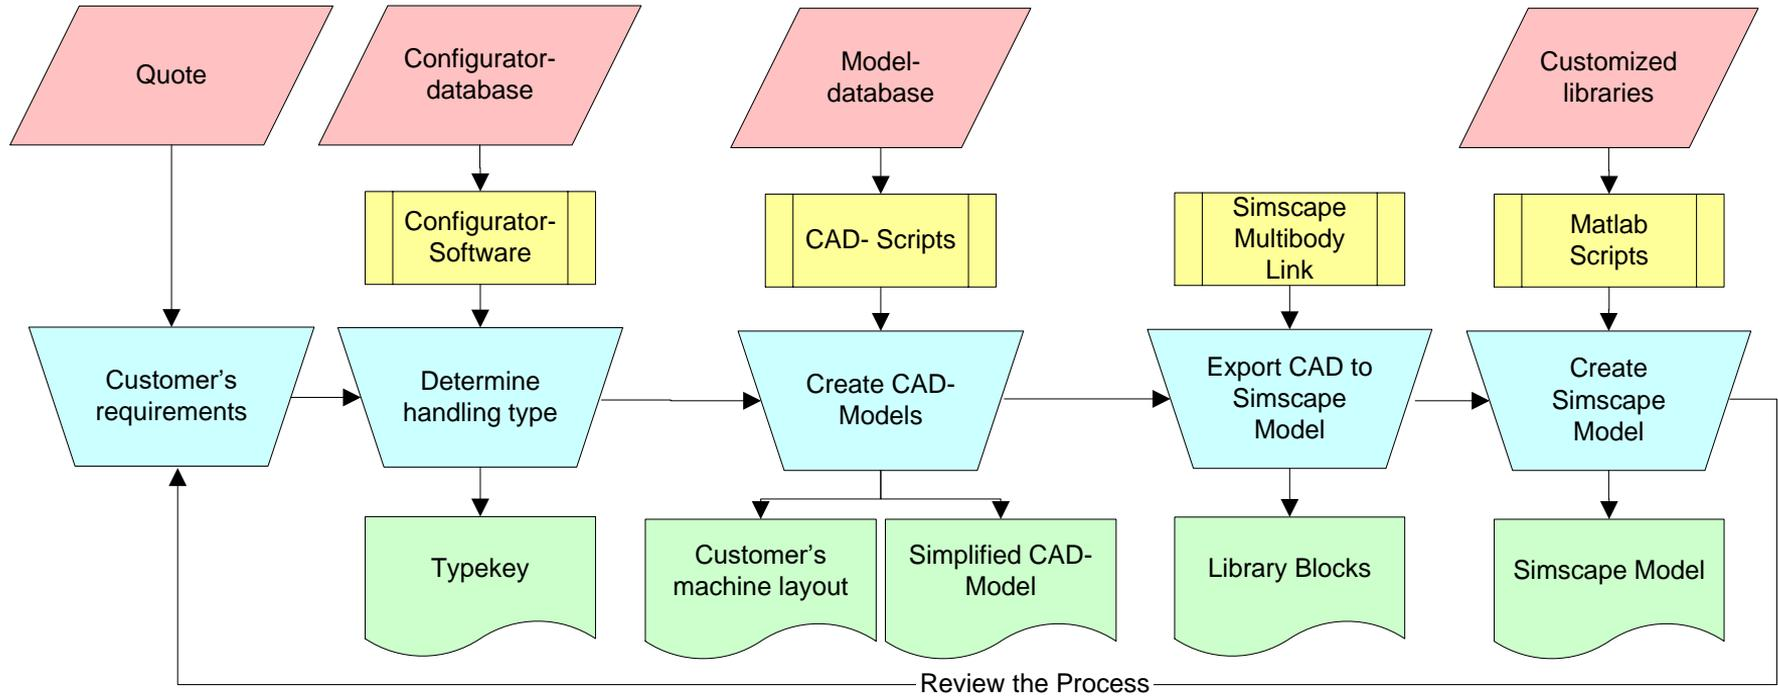 Quote
Configurator-
database
Model-
database
Customized
libraries
Configurator-
Software
CAD- Scripts
Simscape
Multibody
Link
Matlab
Scripts
Customer’s
requirements
Determine
handling type
Create CAD-
Models
Export CAD to
Simscape
Model
Create
Simscape
Model
Typekey
Customer’s
machine layout
Simplified CAD-
Model
Library Blocks
Simscape Model
Review the Process